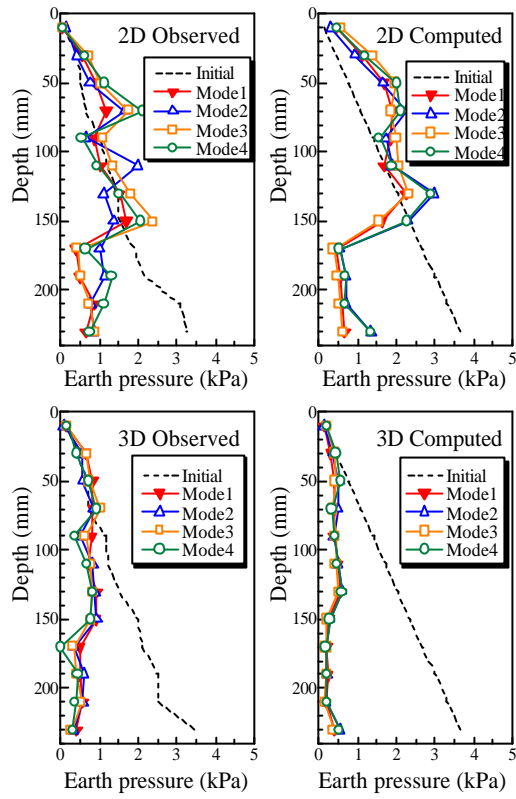 2D Observed
Initial
Mode1
Mode2
Mode3
Mode4
Depth (mm)
0
50
100
150
200
0 1 2 3 4 5
Earth pressure (kPa)
2D Computed
Initial
Mode1
Mode2
Mode3
Mode4
Depth (mm)
0
50
100
150
200
0 1 2 3 4 5
Earth pressure (kPa)
3D Observed
Initial
Mode1
Mode2
Mode3
Mode4
Depth (mm)
0
50
100
150
200
0 1 2 3 4 5
Earth pressure (kPa)
3D Computed
Initial
Mode1
Mode2
Mode3
Mode4
Depth (mm)
0
50
100
150
200
0 1 2 3 4 5
Earth pressure (kPa)